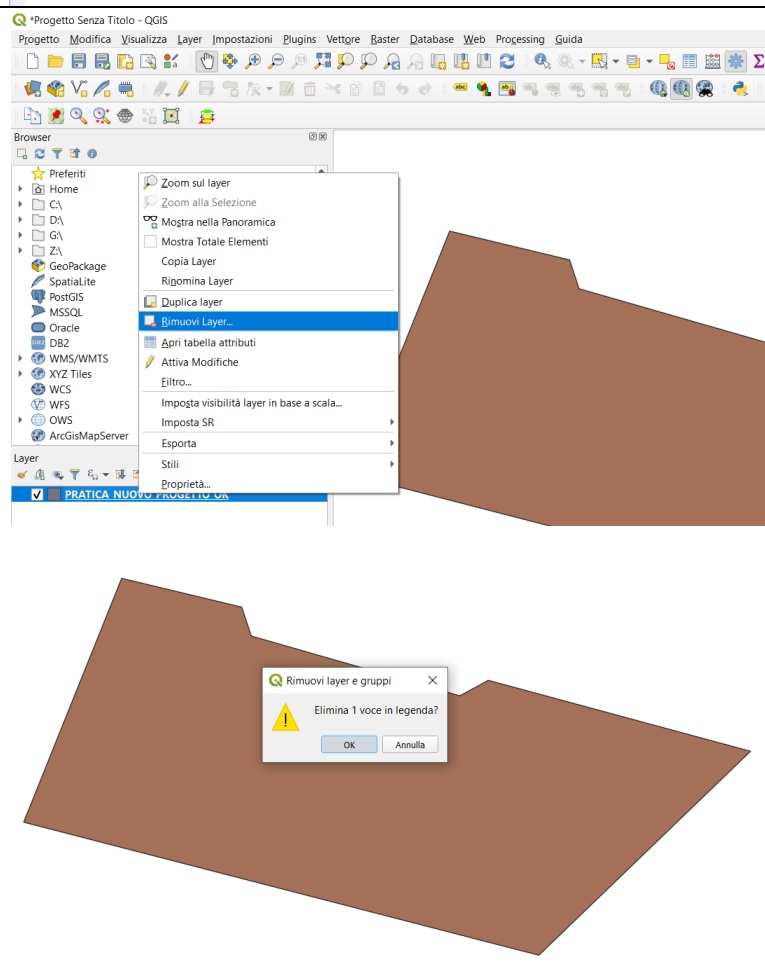 *Progetto Senza Titolo - QGIS
Progetto Modifica Visualizza Layer Impostazioni Plugins Vettore Raster Database Web Processing Guida
Browser
Preferiti
Home
C:\
D:\
G:\
Z:\
GeoPackage
SpatiaLite
PostGIS
MSSQL
Oracle
DB2
WMS/WMTS
XYZ Tiles
WCS
WFS
OWS
ArcGisMapServer
Zoom sul layer
Zoom alla Selezione
Mostra nella Panoramica
Mostra Totale Elementi
Copia Layer
Rinomina Layer
Duplica layer
Rimuovi Layer...
Apri tabella attributi
Attiva Modifiche
Filtro...
Imposta visibilità layer in base a scala...
Imposta SR
Esporta
Stili
Proprietà...
Layer
PRATICA NUOVO PROGETTO OK
Rimuovi layer e gruppi
Elimina 1 voce in legenda?
OK Annulla